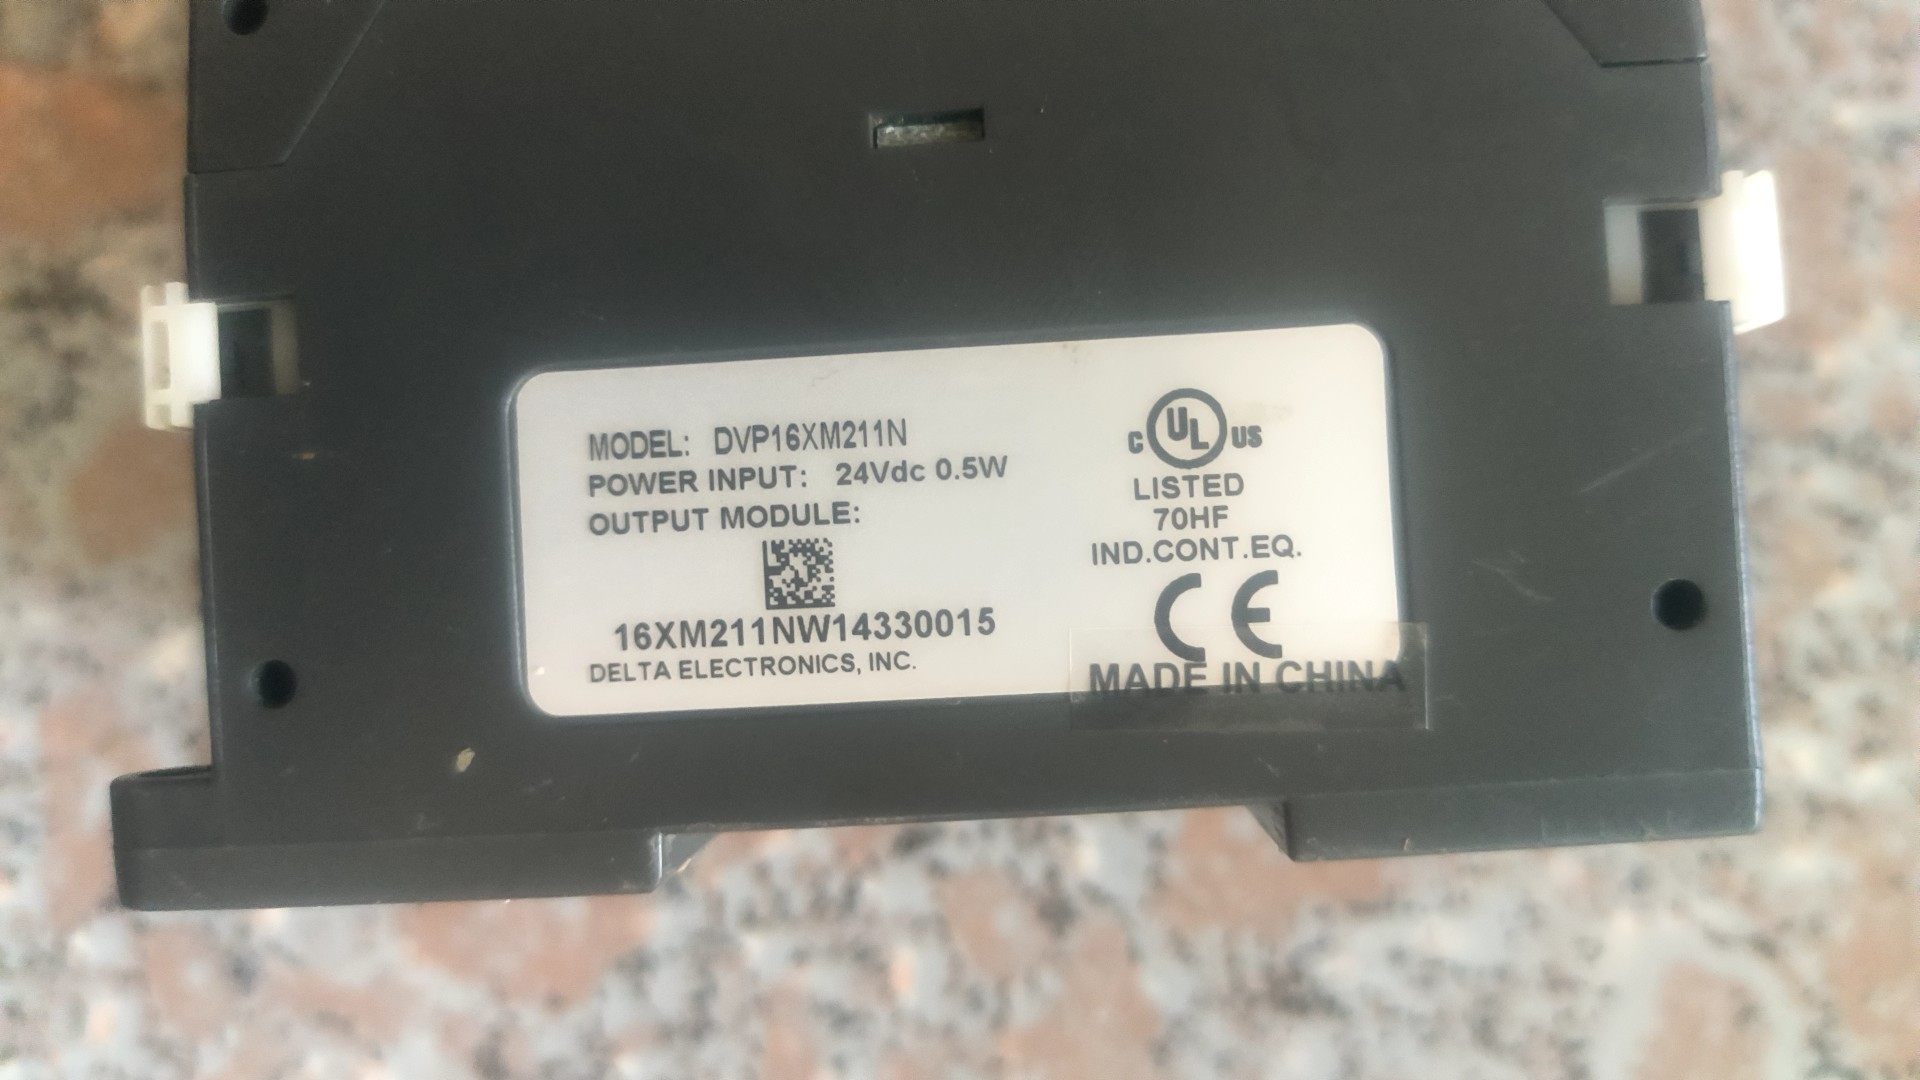 MODEL: DVP16XM211N
POWER INPUT: 24Vdc 0.5W
OUTPUT MODULE:
16XM211NW14330015
DELTA ELECTRONICS, INC.
C UL US
LISTED
70HF
IND.CONT.EQ.
CE
MADE IN CHINA